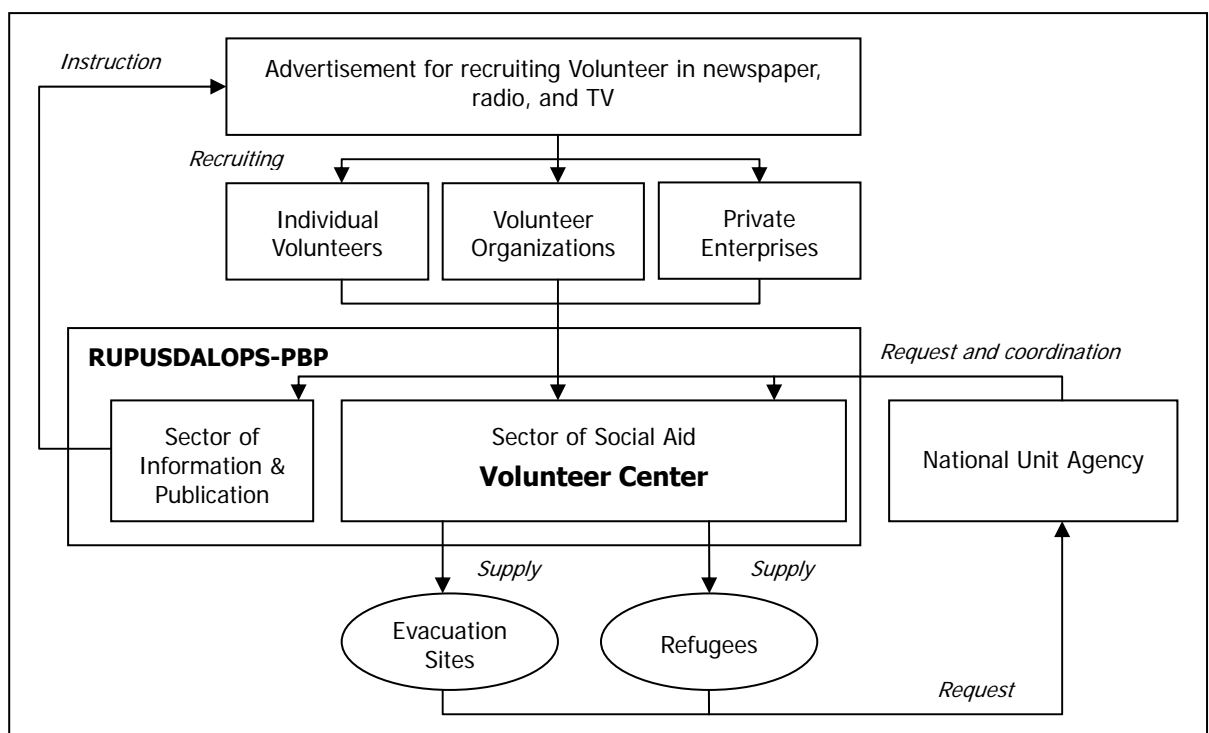 Instruction
Advertisement for recruiting Volunteer in newspaper,
radio, and TV
Recruiting
Individual
Volunteers
Volunteer
Organizations
Private
Enterprises
RUPUSDALOPS-PBP
Request and coordination
Sector of
Information &
Publication
Sector of Social Aid
Volunteer Center
National Unit Agency
Supply
Supply
Evacuation
Sites
Refugees
Request